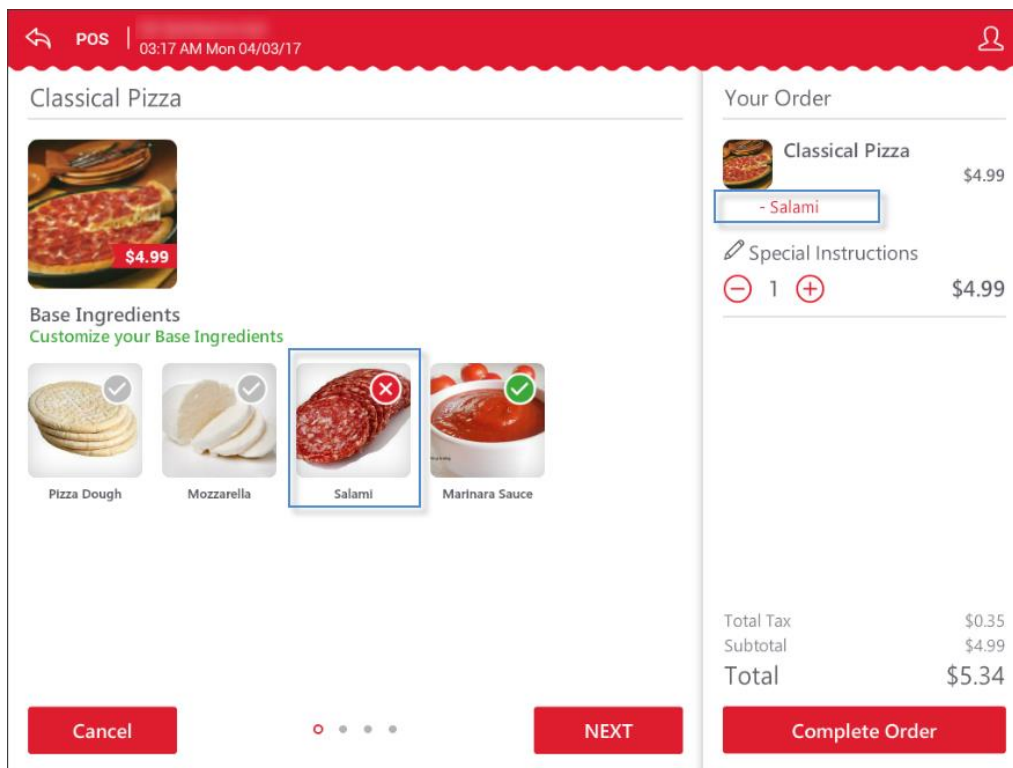 POS
03:17 AM Mon 04/03/17
Classical Pizza
$4.99
Base Ingredients
Customize your Base Ingredients
Pizza Dough
Mozzarella
Salami
Marinara Sauce
Cancel
NEXT
Your Order
Classical Pizza
$4.99
- Salami
Special Instructions
1
$4.99
Total Tax $0.35
Subtotal $4.99
Total $5.34
Complete Order